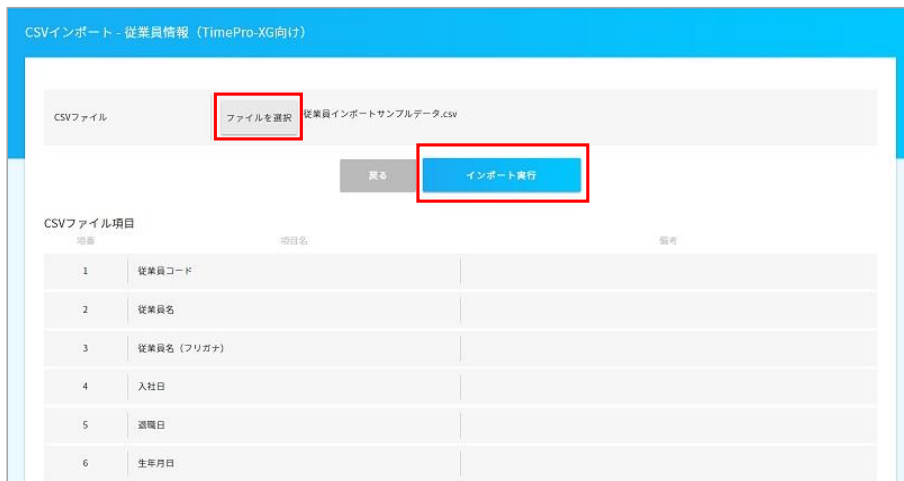 CSVインポート - 従業員情報（TimePro-XG向け）
CSVファイル ファイルを選択 従業員インポートサンプルデータ.csv
戻る インポート実行
CSVファイル項目
項番 項目名 備考
1 従業員コード
2 従業員名
3 従業員名（フリガナ）
4 入社日
5 退職日
6 生年月日